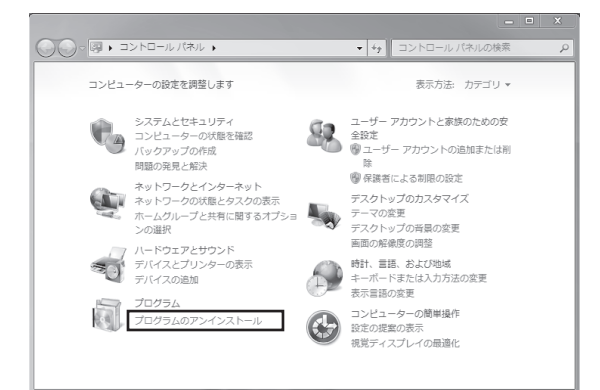 コントロール パネル
コントロール パネルの検索
コンピューターの設定を調整します
表示方法: カテゴリ
システムとセキュリティ
コンピューターの状態を確認
バックアップの作成
問題の発見と解決
ネットワークとインターネット
ネットワークの状態とタスクの表示
ホームグループと共有に関するオプショ
ンの選択
ハードウェアとサウンド
デバイスとプリンターの表示
デバイスの追加
プログラム
プログラムのアンインストール
ユーザー アカウントと家族のための安
全設定
ユーザー アカウントの追加または削
除
保護者による制限の設定
デスクトップのカスタマイズ
テーマの変更
デスクトップの背景の変更
画面の解像度の調整
時計、言語、および地域
キーボードまたは入力方法の変更
表示言語の変更
コンピューターの簡単操作
設定の提案の表示
視覚ディスプレイの最適化